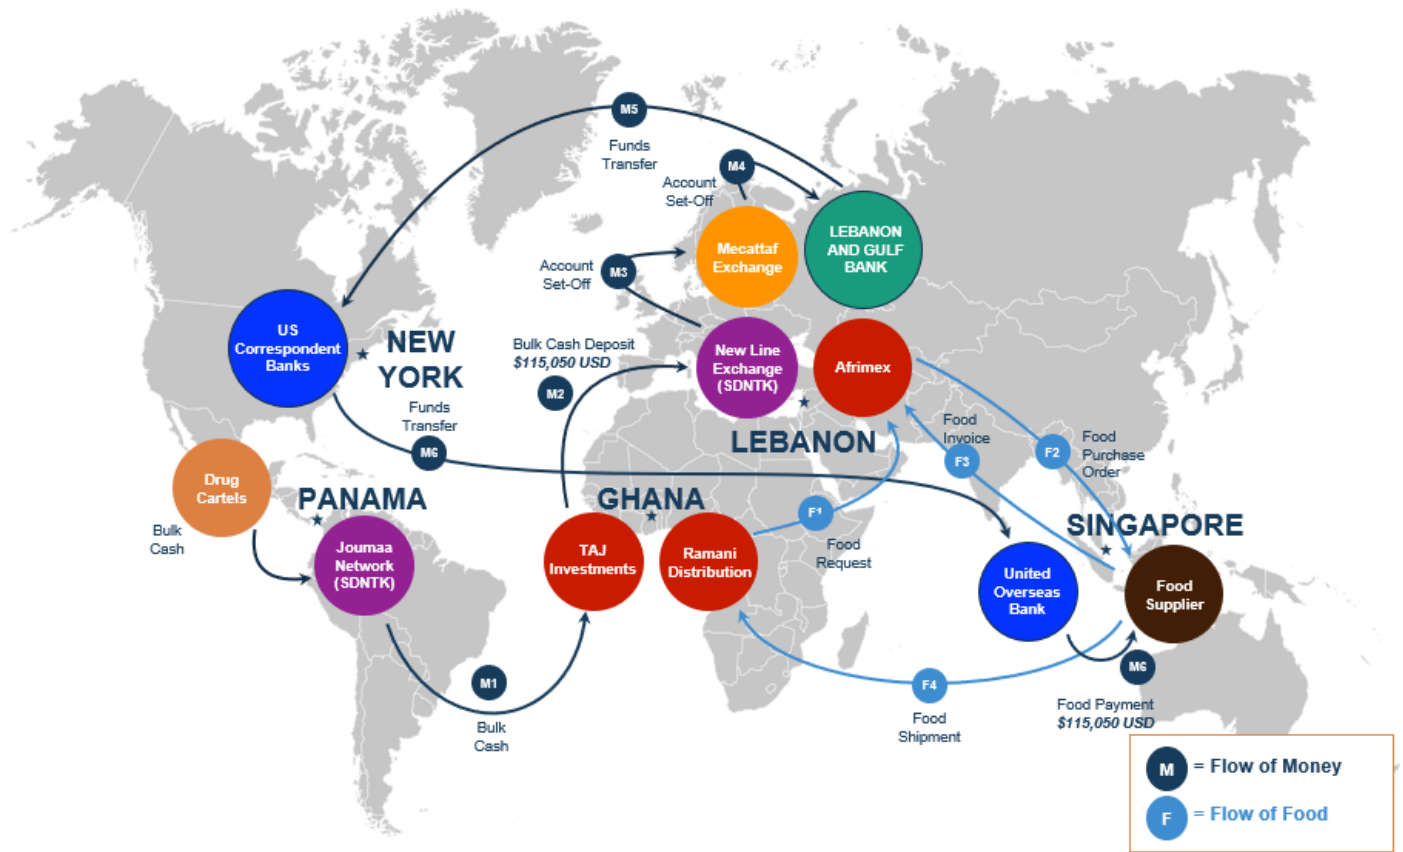 M5
Funds
Transfer
M4
Account
Set-Off
LEBANON
AND GULF
BANK
Mecattaf
Exchange
Account
Set-Off
M3
US
Correspondent
Banks
NEW
YORK
Bulk Cash Deposit
$115,050 USD
M2
New Line
Exchange
(SDNTK)
Afrimex
Funds
Transfer
M6
LEBANON
Food
Invoice
F3
F2
Food
Purchase
Order
Drug
Cartels
Bulk
Cash
PANAMA
Joumaa
Network
(SDNTK)
GHANA
TAJ
Investments
Ramani
Distribution
F1
Food
Request
SINGAPORE
United
Overseas
Bank
Food
Supplier
M1
Bulk
Cash
F4
Food
Shipment
M6
Food Payment
$115,050 USD
M = Flow of Money
F = Flow of Food